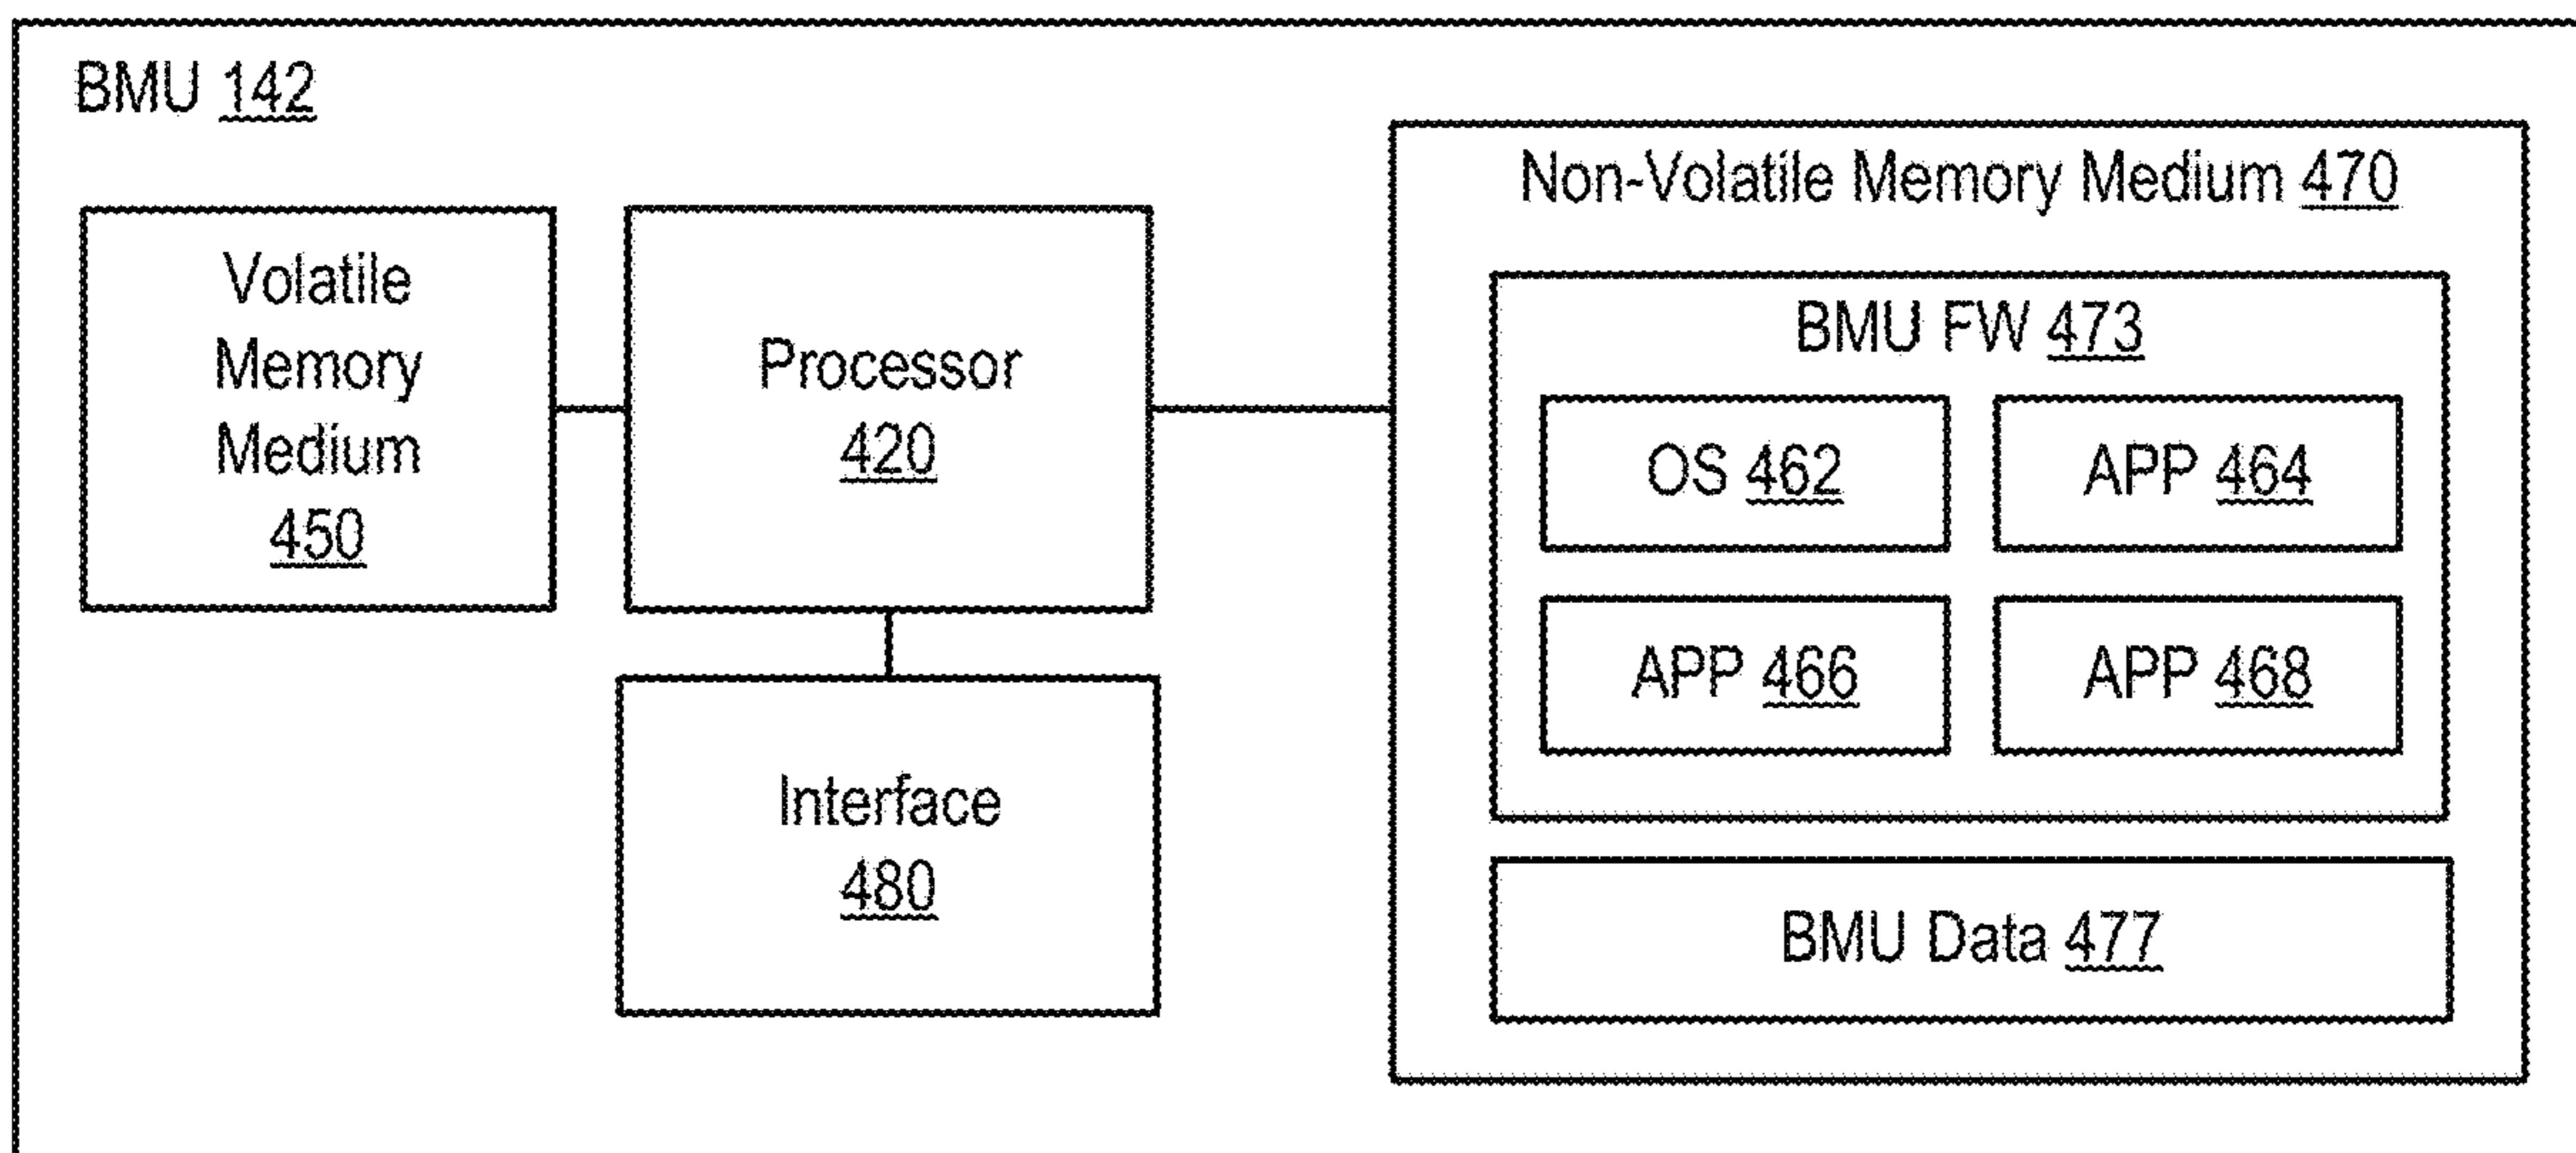 BMU 142
Volatile
Memory
Medium
450
Processor
420
Interface
480
Non-Volatile Memory Medium 470
BMU FW 473
OS 462
APP 464
APP 466
APP 468
BMU Data 477